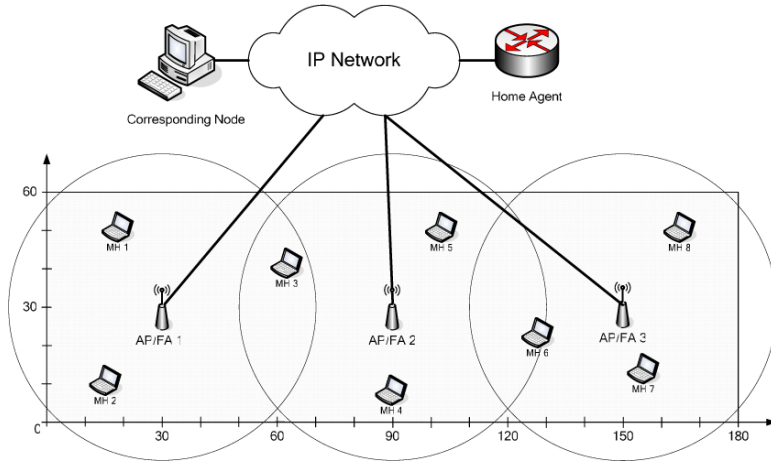 IP Network
Corresponding Node
Home Agent
60
MH 1
MH 5
MH 8
MH 3
30
AP/FA 1
AP/FA 2
AP/FA 3
MH 6
MH 2
MH 4
MH 7
C
30
60
90
120
150
180